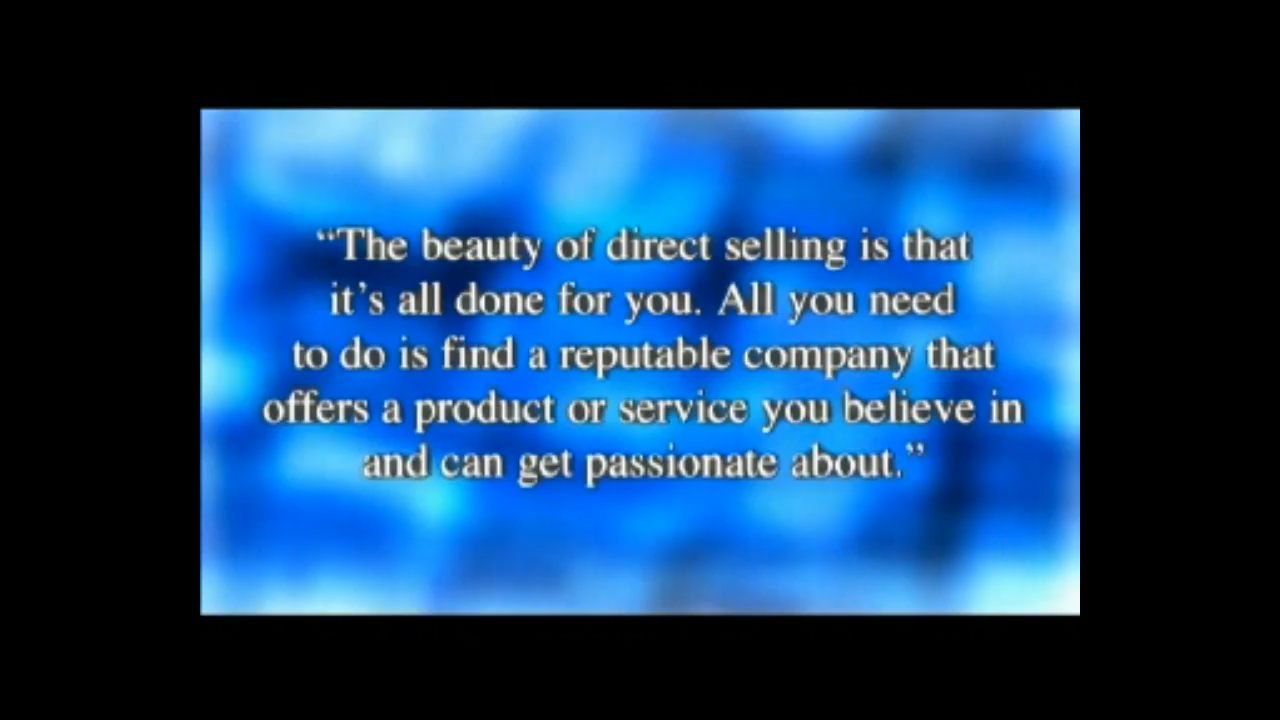 “The beauty of direct selling is that
it’s all done for you. All you need
to do is find a reputable company that
offers a product or service you believe in
and can get passionate about.”